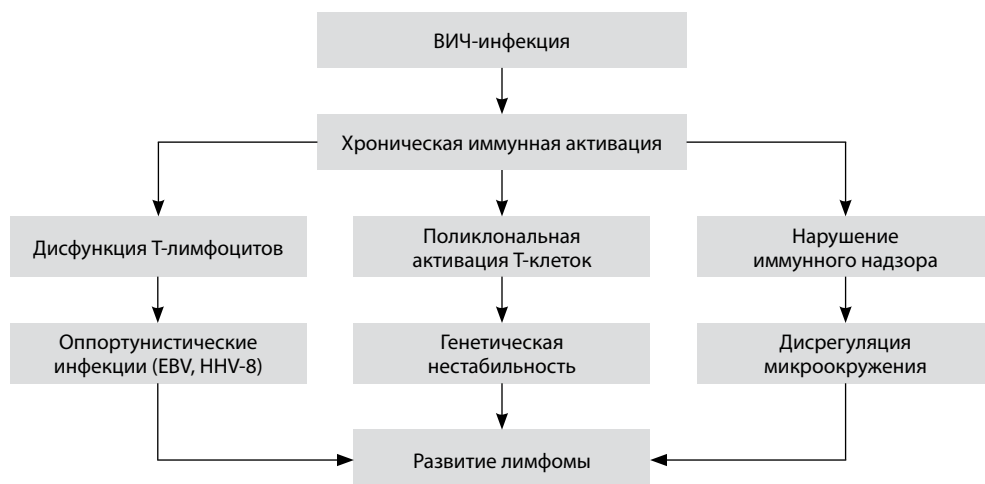 ВИЧ-инфекция
Хроническая иммунная активация
Дисфункция Т-лимфоцитов
Поликлональная
активация Т-клеток
Нарушение
иммунного надзора
Оппортунистические
инфекции (EBV, HHV-8)
Генетическая
нестабильность
Дисрегуляция
микроокружения
Развитие лимфомы